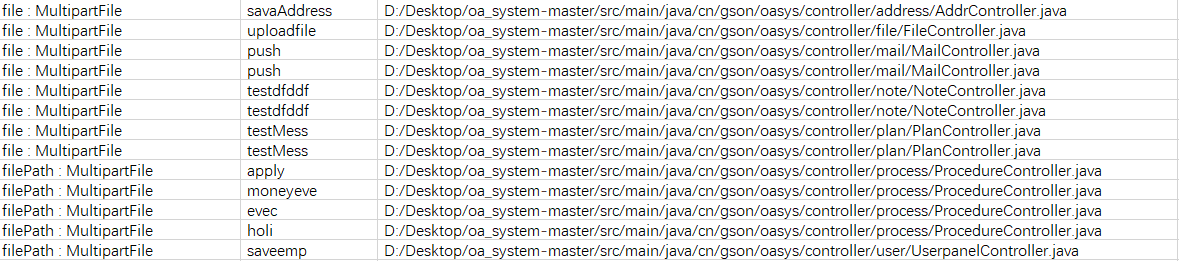 file : MultipartFile savaAddress D:/Desktop/oa_system-master/src/main/java/cn/gson/oasys/controller/address/AddrController.java
file : MultipartFile uploadfile D:/Desktop/oa_system-master/src/main/java/cn/gson/oasys/controller/file/FileController.java
file : MultipartFile push D:/Desktop/oa_system-master/src/main/java/cn/gson/oasys/controller/mail/MailController.java
file : MultipartFile push D:/Desktop/oa_system-master/src/main/java/cn/gson/oasys/controller/mail/MailController.java
file : MultipartFile testdfddf D:/Desktop/oa_system-master/src/main/java/cn/gson/oasys/controller/note/NoteController.java
file : MultipartFile testdfddf D:/Desktop/oa_system-master/src/main/java/cn/gson/oasys/controller/note/NoteController.java
file : MultipartFile testMess D:/Desktop/oa_system-master/src/main/java/cn/gson/oasys/controller/plan/PlanController.java
file : MultipartFile testMess D:/Desktop/oa_system-master/src/main/java/cn/gson/oasys/controller/plan/PlanController.java
filePath : MultipartFile apply D:/Desktop/oa_system-master/src/main/java/cn/gson/oasys/controller/process/ProcedureController.java
filePath : MultipartFile moneyeve D:/Desktop/oa_system-master/src/main/java/cn/gson/oasys/controller/process/ProcedureController.java
filePath : MultipartFile evec D:/Desktop/oa_system-master/src/main/java/cn/gson/oasys/controller/process/ProcedureController.java
filePath : MultipartFile holi D:/Desktop/oa_system-master/src/main/java/cn/gson/oasys/controller/process/ProcedureController.java
filePath : MultipartFile saveemp D:/Desktop/oa_system-master/src/main/java/cn/gson/oasys/controller/user/UserpanelController.java